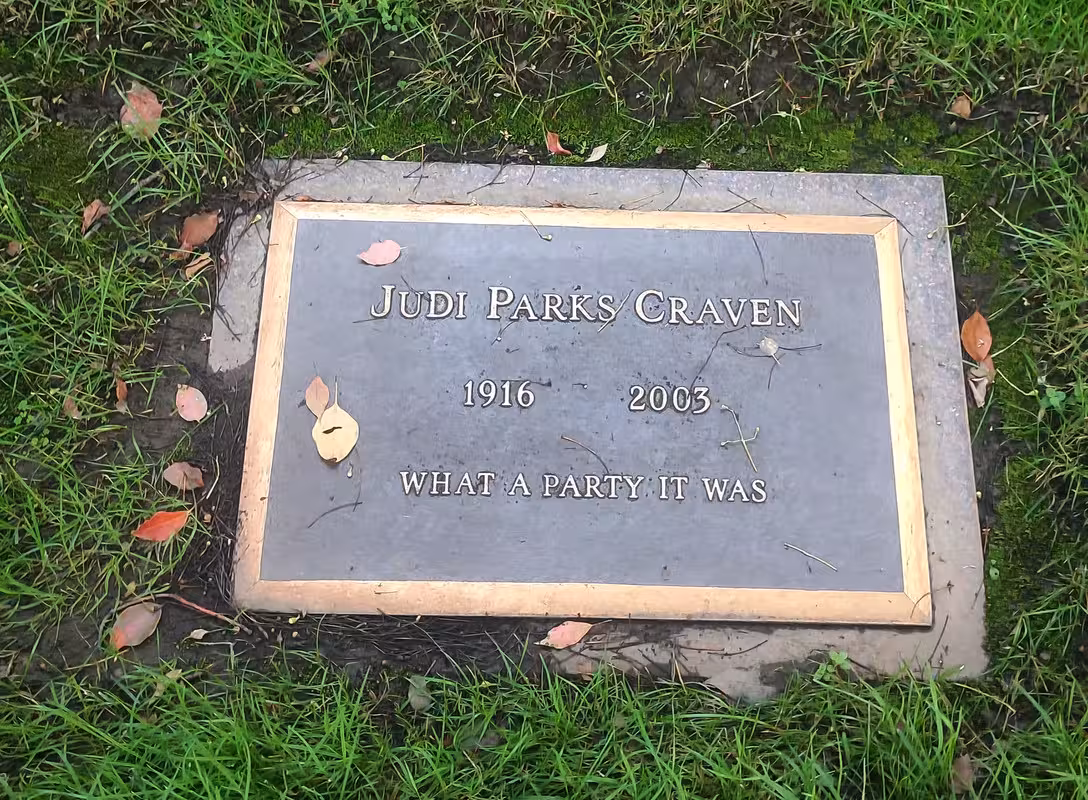 JUDI PARKS CRAVEN
1916 2003
WHAT A PARTY IT WAS